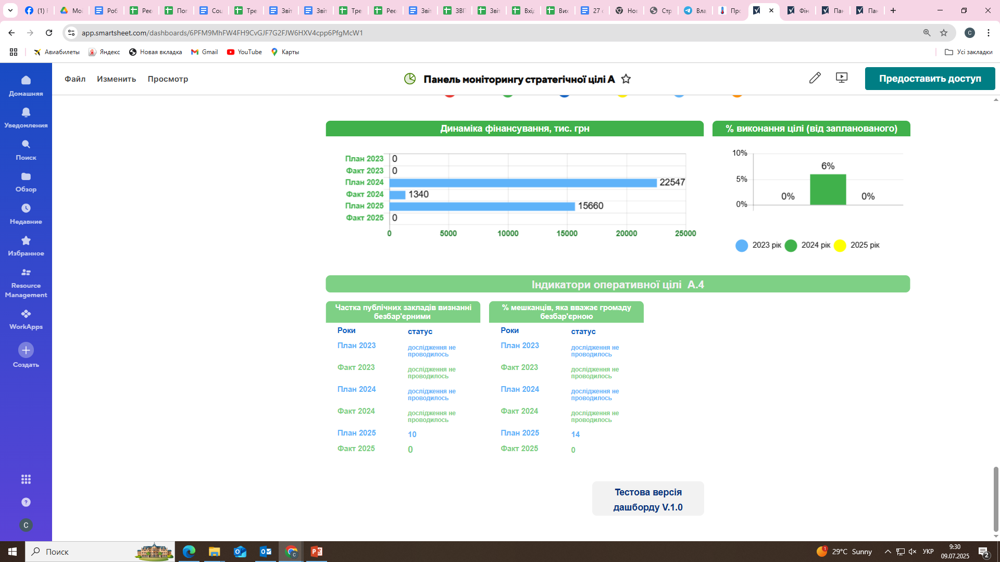 (1) F
Мої
Роб
Реє
Пог
Соц
Тре
Звіт
Звіт
Тре
Реє
Звіт
ЗВІ
Звіт
Вхід
Вих
27 с
Нов
Стр
Вла
Прс
Фін
Пан
Пан
app.smartsheet.com/dashboards/6PFM9MhFW4FH9CvGJF7G2FJW6HXV4cpp6PfgMcW1
C
Авиабилеты
Яндекс
Новая вкладка
Gmail
YouTube
Карты
Усі закладки
Файл
Изменить
Просмотр
Панель моніторингу стратегічної цілі А
Предоставить доступ
Домашняя
Уведомления
Поиск
Обзор
Недавние
Избранное
Resource
Management
WorkApps
Создать
C
Динаміка фінансування, тис. грн
План 2023 0
Факт 2023 0
План 2024 22547
Факт 2024 1340
План 2025 15660
Факт 2025 0
0 5000 10000 15000 20000 25000
% виконання цілі (від запланованого)
10%
5%
0%
0% 6% 0%
2023 рік 2024 рік 2025 рік
Індикатори оперативної цілі А.4
Частка публічних закладів визнанні
безбар'єрними
Роки статус
План 2023 дослідження не
проводилось
Факт 2023 дослідження не
проводилось
План 2024 дослідження не
проводилось
Факт 2024 дослідження не
проводилось
План 2025 10
Факт 2025 0
% мешканців, яка вважає громаду
безбар'єрною
Роки статус
План 2023 дослідження не
проводилось
Факт 2023 дослідження не
проводилось
План 2024 дослідження не
проводилось
Факт 2024 дослідження не
проводилось
План 2025 14
Факт 2025 0
Тестова версія
дашборду V.1.0
Поиск
1
29°C Sunny
УКР
9:30
09.07.2025
2